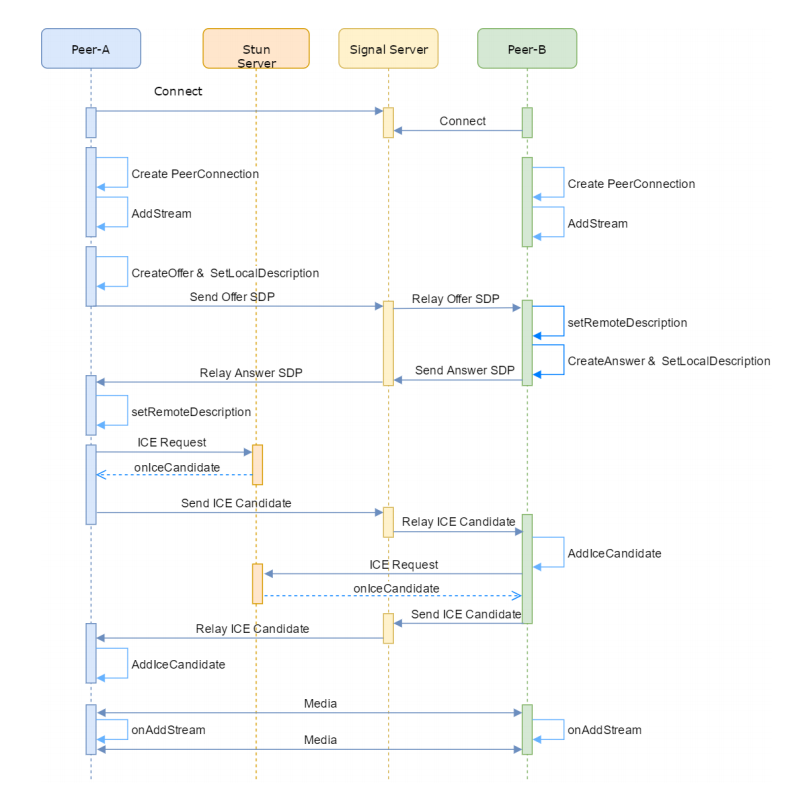 Peer-A
Stun
Server
Signal Server
Peer-B
Connect
Connect
Create PeerConnection
Create PeerConnection
AddStream
AddStream
CreateOffer & SetLocalDescription
Send Offer SDP
Relay Offer SDP
setRemoteDescription
CreateAnswer & SetLocalDescription
Send Answer SDP
Relay Answer SDP
setRemoteDescription
ICE Request
onIceCandidate
Send ICE Candidate
Relay ICE Candidate
AddIceCandidate
ICE Request
onIceCandidate
Send ICE Candidate
Relay ICE Candidate
AddIceCandidate
Media
onAddStream
onAddStream
Media